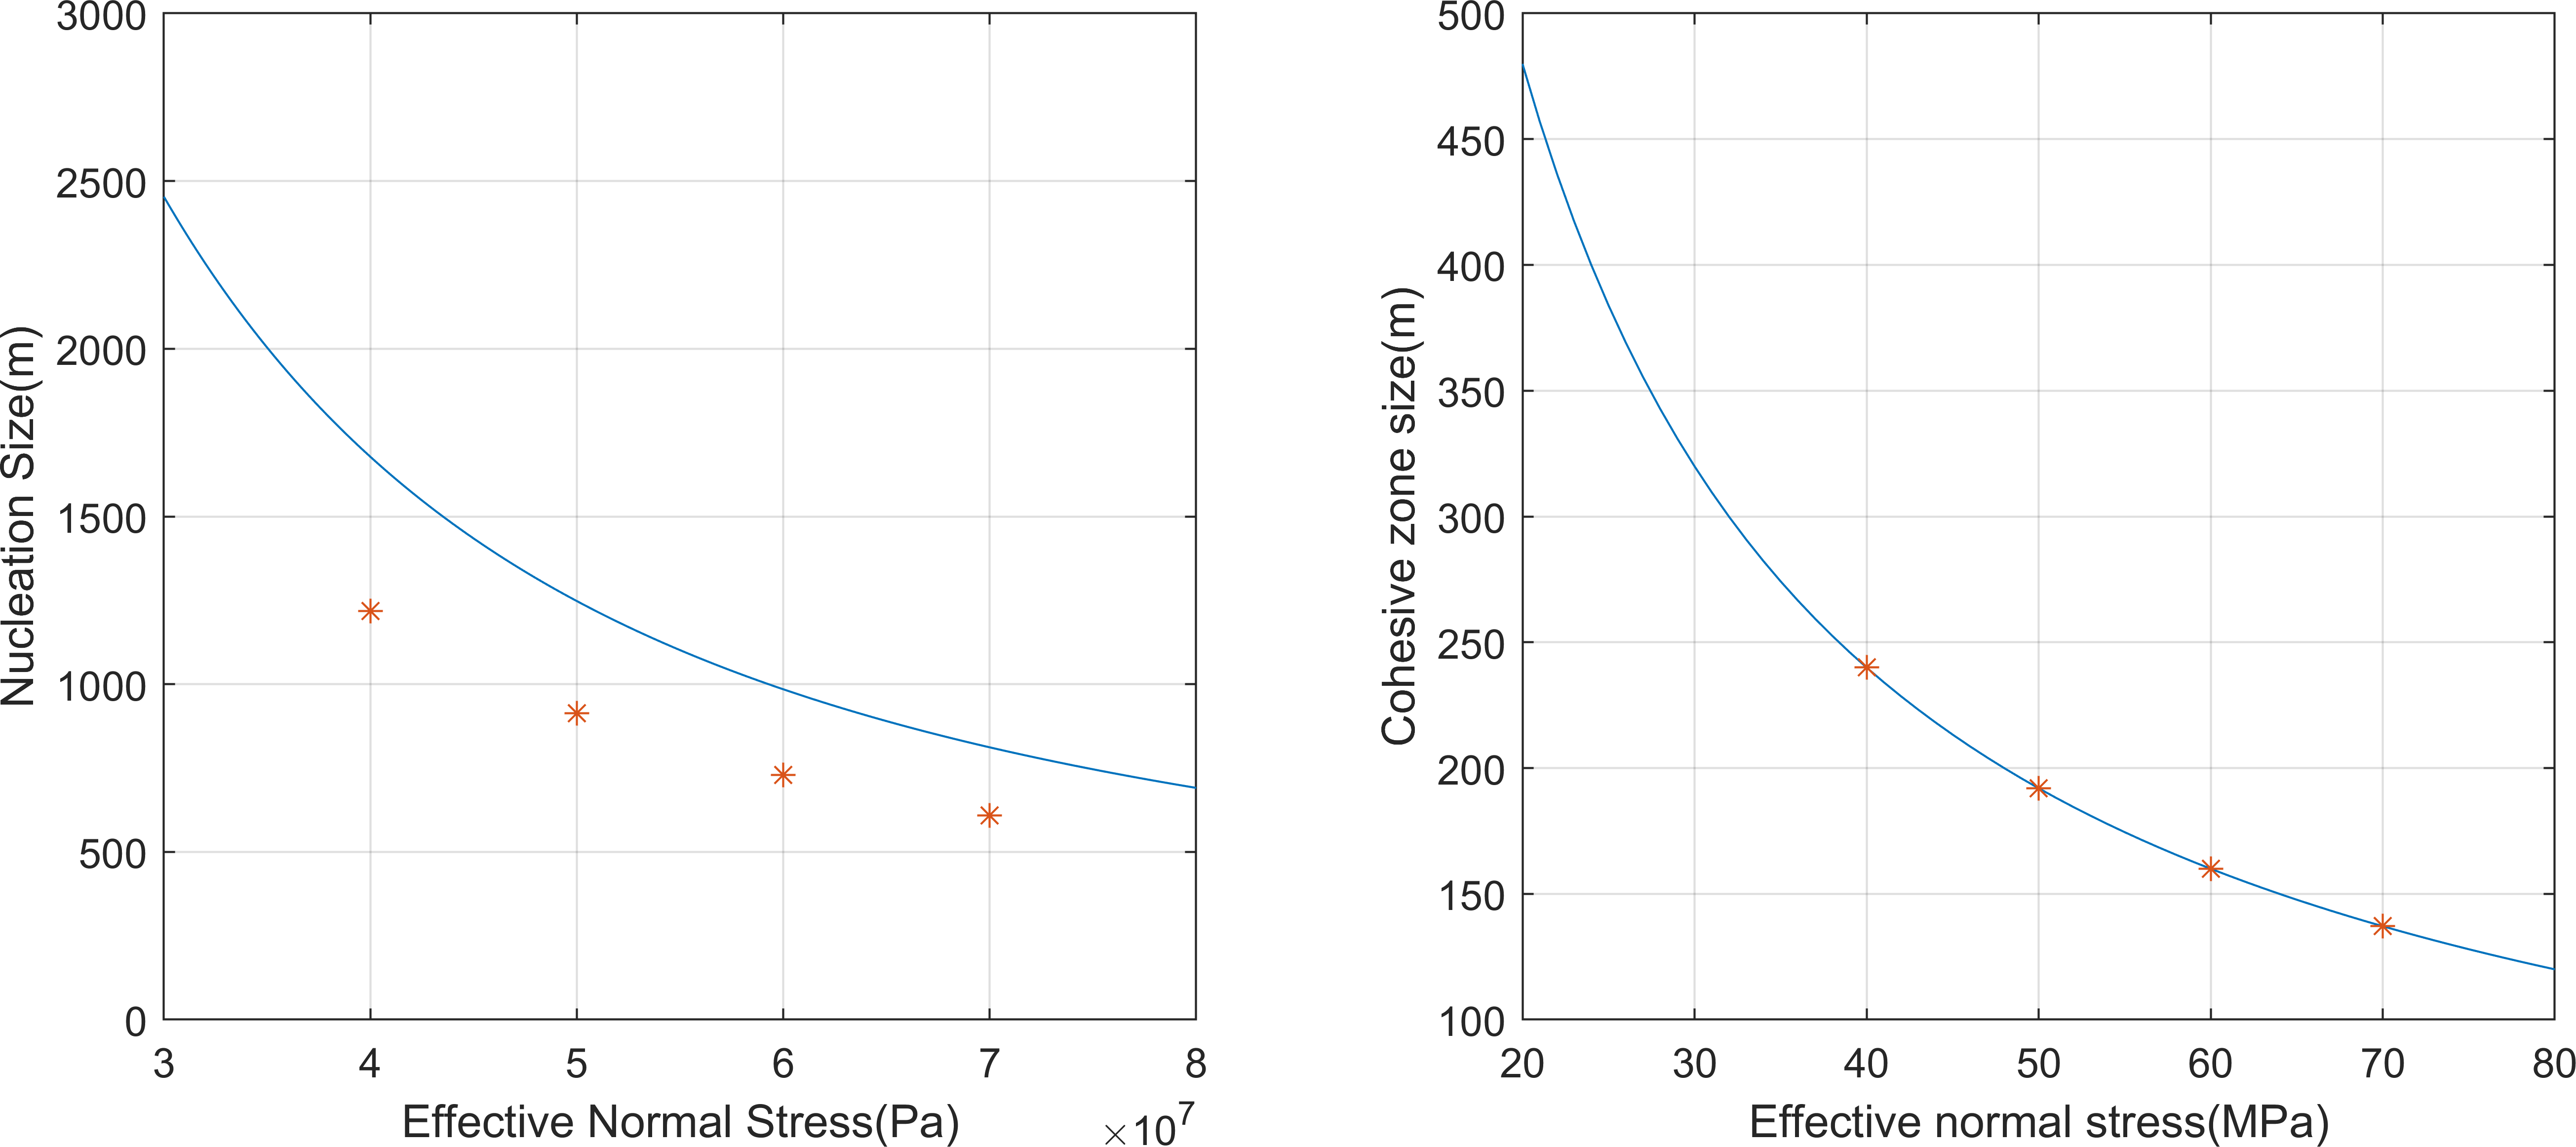 3000
2500
2000
1500
1000
500
0
Nucleation Size(m)
3 4 5 6 7 8
Effective Normal Stress(Pa)
×10⁷
500
450
400
350
300
250
200
150
100
Cohesive zone size(m)
20 30 40 50 60 70 80
Effective normal stress(MPa)